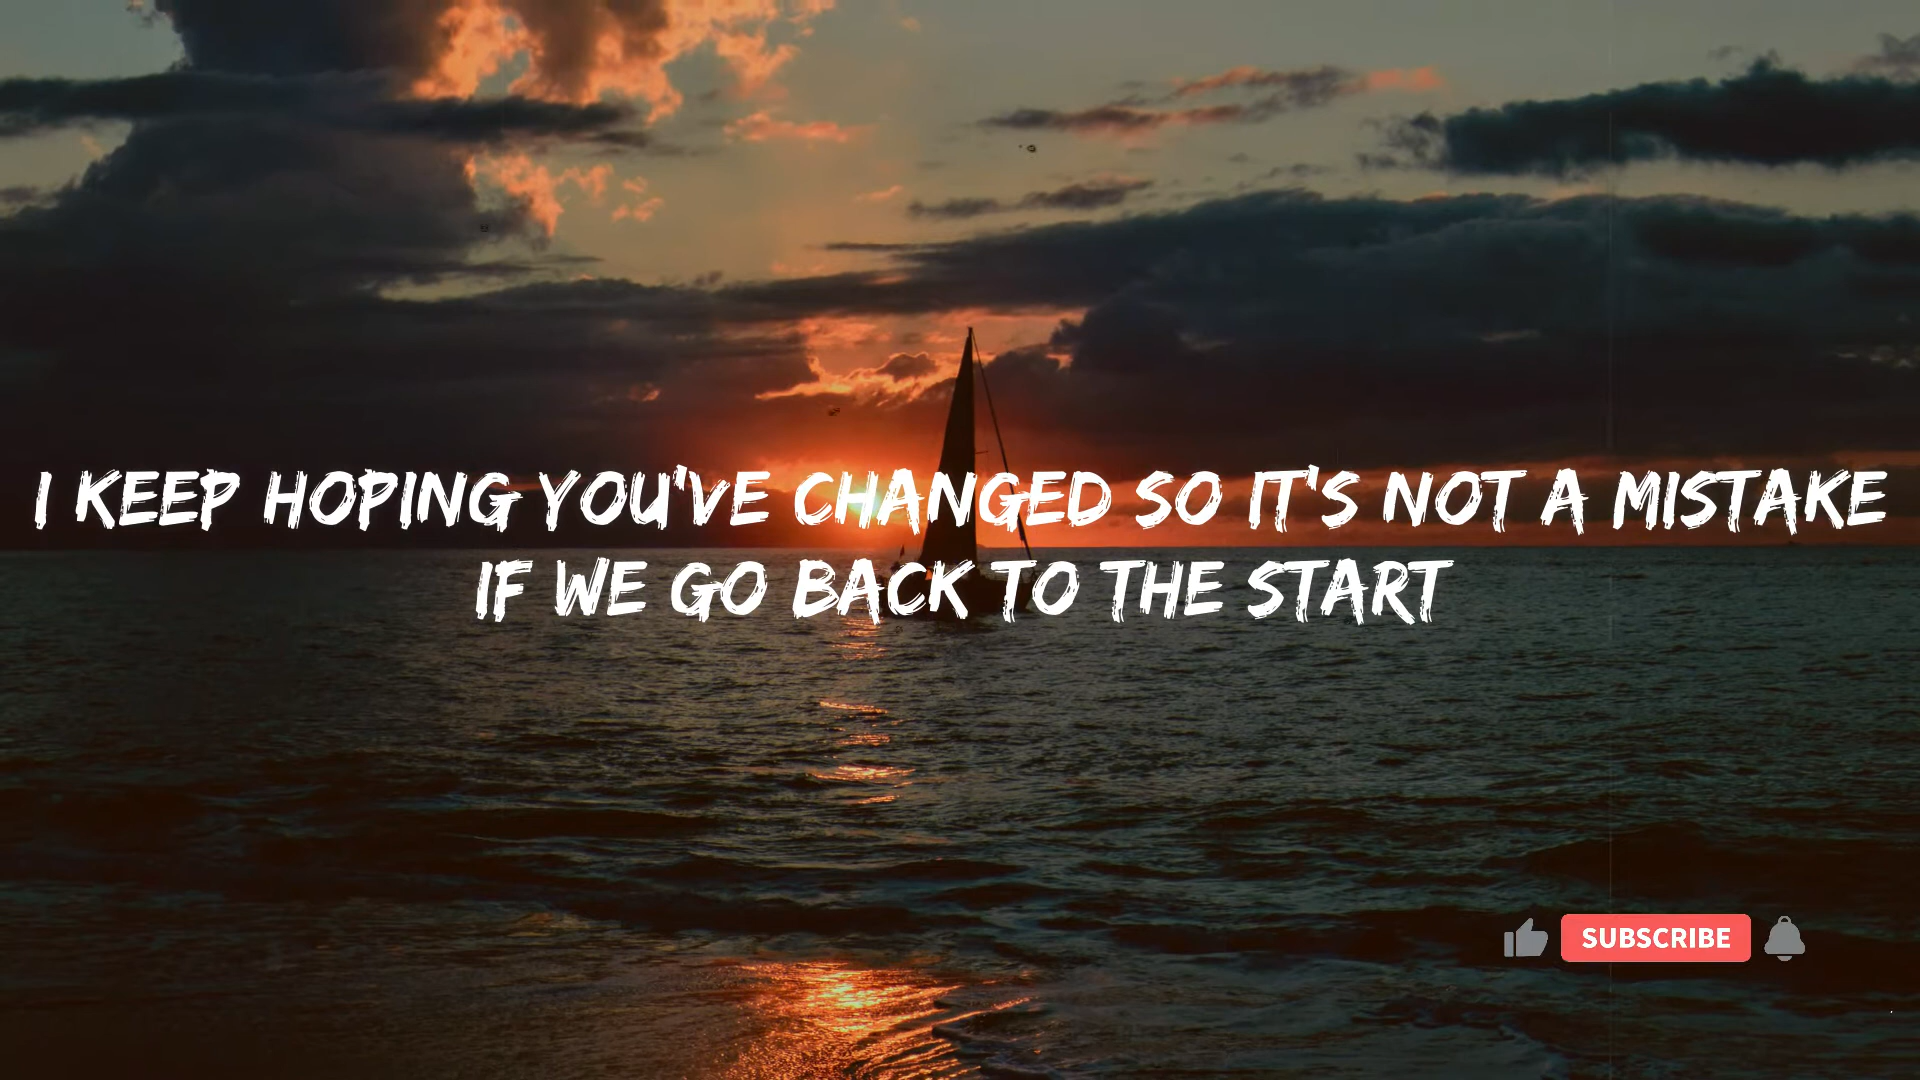 I KEEP HOPING YOU'VE CHANGED SO IT'S NOT A MISTAKE
IF WE GO BACK TO THE START
SUBSCRIBE